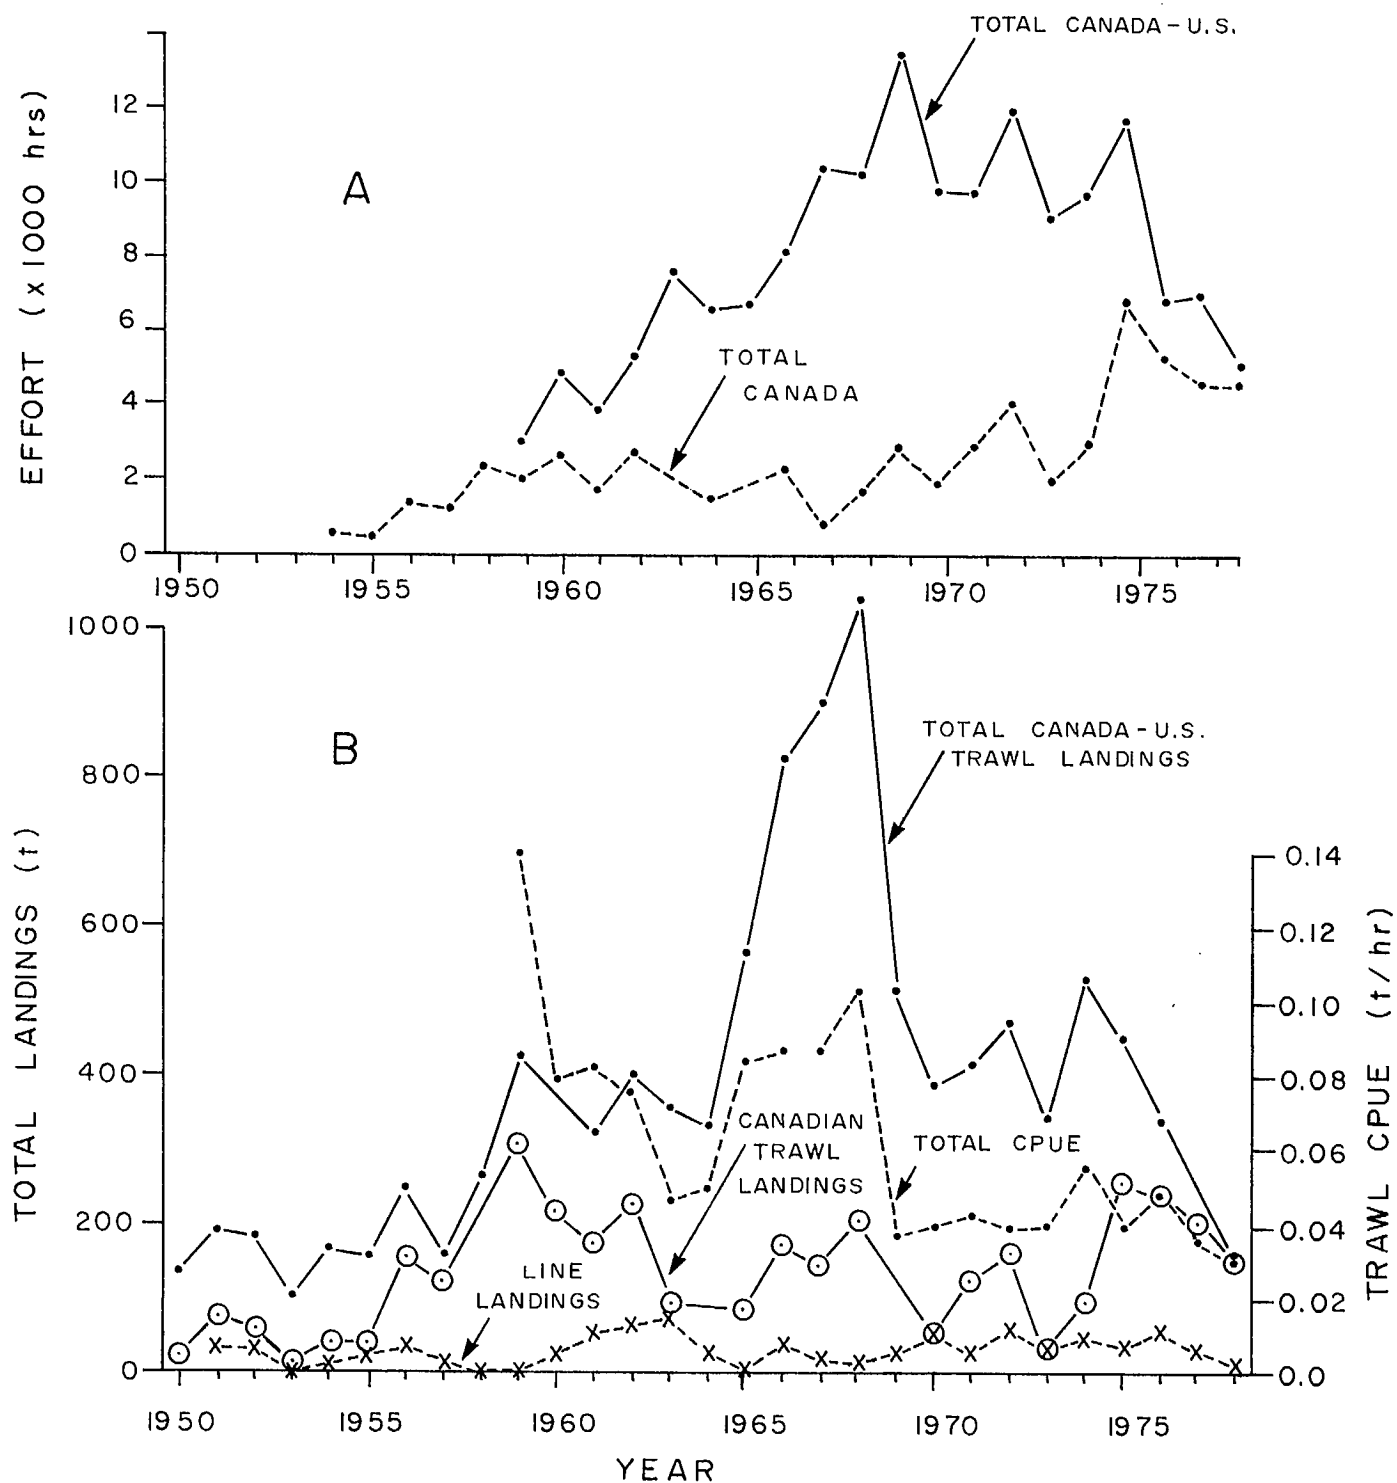 TOTAL CANADA-U.S.
EFFORT (x1000 hrs)
12
10
8
6
4
2
0
A
TOTAL
CANADA
1950 1955 1960 1965 1970 1975
1000
800
600
400
200
0
TOTAL LANDINGS (t)
B
TOTAL CANADA-U.S.
TRAWL LANDINGS
CANADIAN
TRAWL
LANDINGS
TOTAL CPUE
LINE
LANDINGS
0.14
0.12
0.10
0.08
0.06
0.04
0.02
0.0
TRAWL CPUE (t/hr)
1950 1955 1960 1965 1970 1975
YEAR